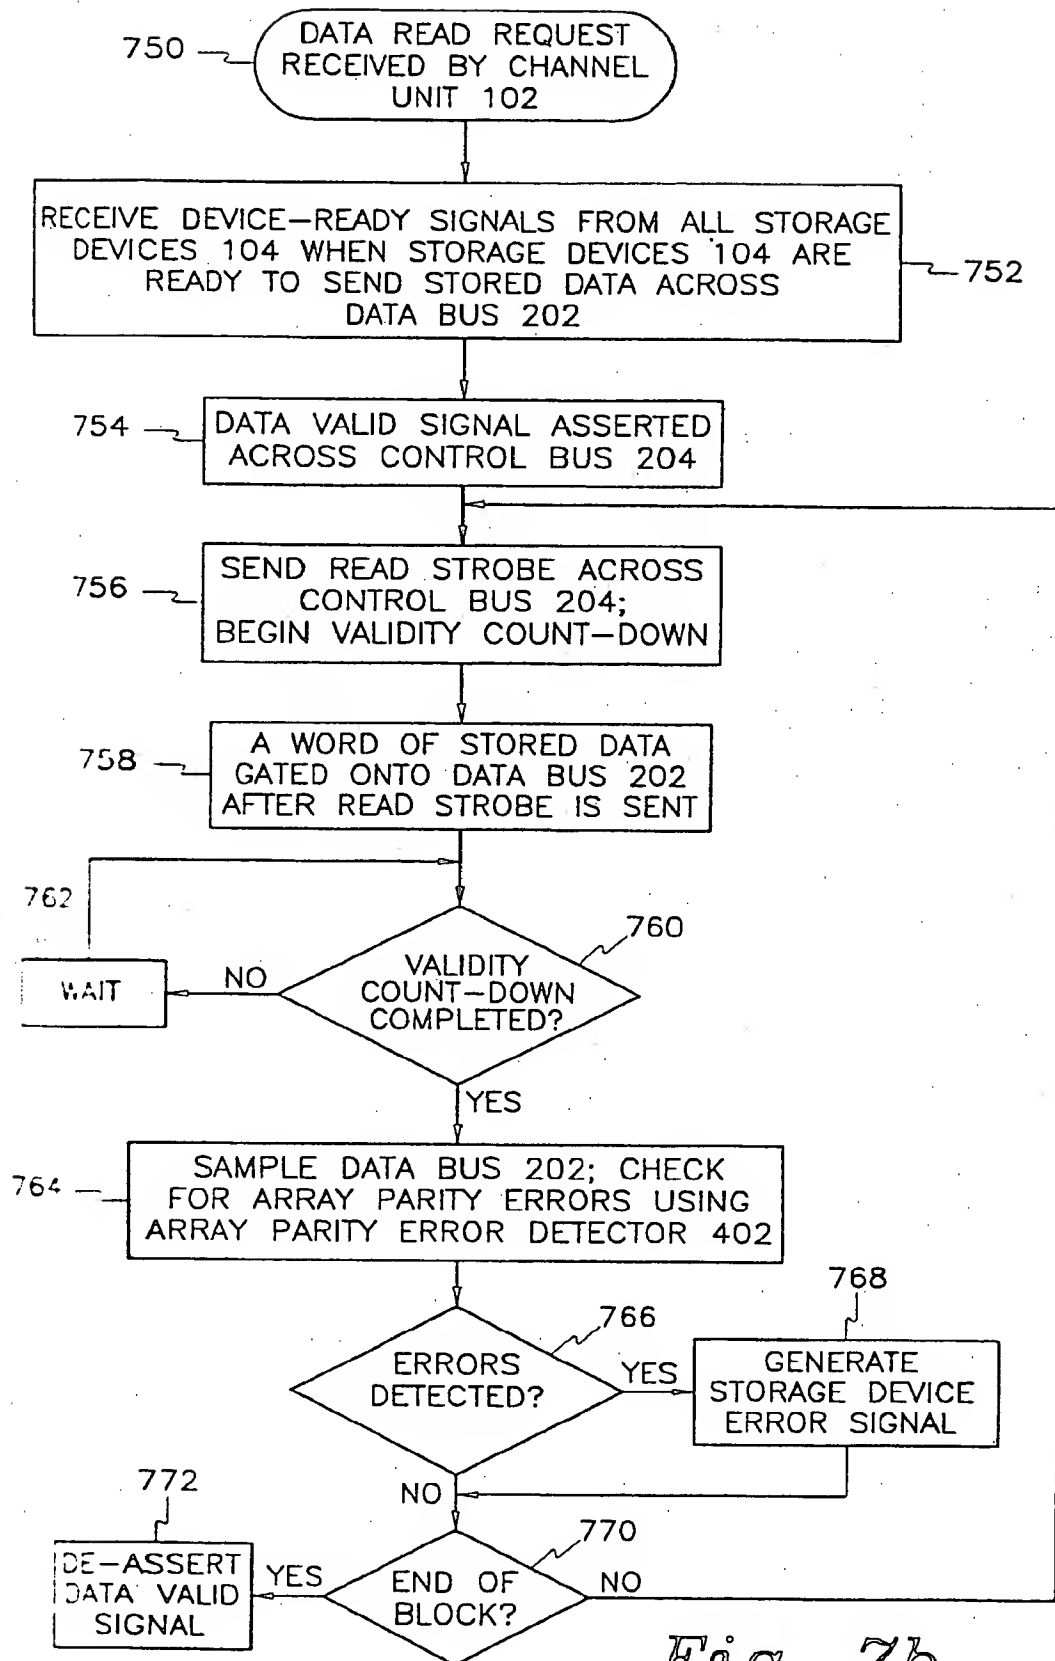 750
DATA READ REQUEST
RECEIVED BY CHANNEL
UNIT 102
RECEIVE DEVICE-READY SIGNALS FROM ALL STORAGE
DEVICES 104 WHEN STORAGE DEVICES 104 ARE
READY TO SEND STORED DATA ACROSS
DATA BUS 202
752
754
DATA VALID SIGNAL ASSERTED
ACROSS CONTROL BUS 204
756
SEND READ STROBE ACROSS
CONTROL BUS 204;
BEGIN VALIDITY COUNT-DOWN
758
A WORD OF STORED DATA
GATED ONTO DATA BUS 202
AFTER READ STROBE IS SENT
762
760
WAIT
NO
VALIDITY
COUNT-DOWN
COMPLETED?
YES
764
SAMPLE DATA BUS 202; CHECK
FOR ARRAY PARITY ERRORS USING
ARRAY PARITY ERROR DETECTOR 402
768
766
ERRORS
DETECTED?
YES
GENERATE
STORAGE DEVICE
ERROR SIGNAL
772
NO
770
DE-ASSERT
DATA VALID
SIGNAL
YES
END OF
BLOCK?
NO
Fig. 7b